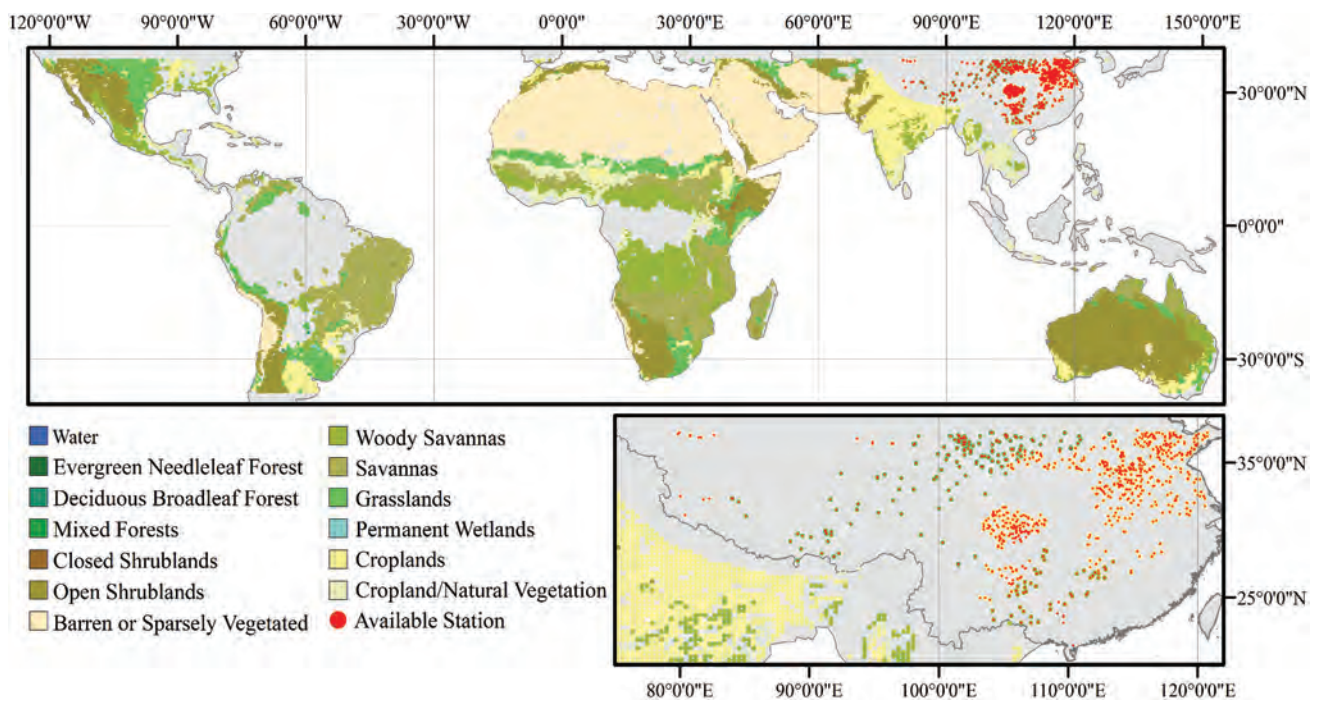 120°0'0"W 90°0'0"W 60°0'0"W 30°0'0"W 0°0'0" 30°0'0"E 60°0'0"E 90°0'0"E 120°0'0"E 150°0'0"E
30°0'0"N
0°0'0"
30°0'0"S
Water
Evergreen Needleleaf Forest
Deciduous Broadleaf Forest
Mixed Forests
Closed Shrublands
Open Shrublands
Barren or Sparsely Vegetated
Woody Savannas
Savannas
Grasslands
Permanent Wetlands
Croplands
Cropland/Natural Vegetation
Available Station
35°0'0"N
25°0'0"N
80°0'0"E 90°0'0"E 100°0'0"E 110°0'0"E 120°0'0"E